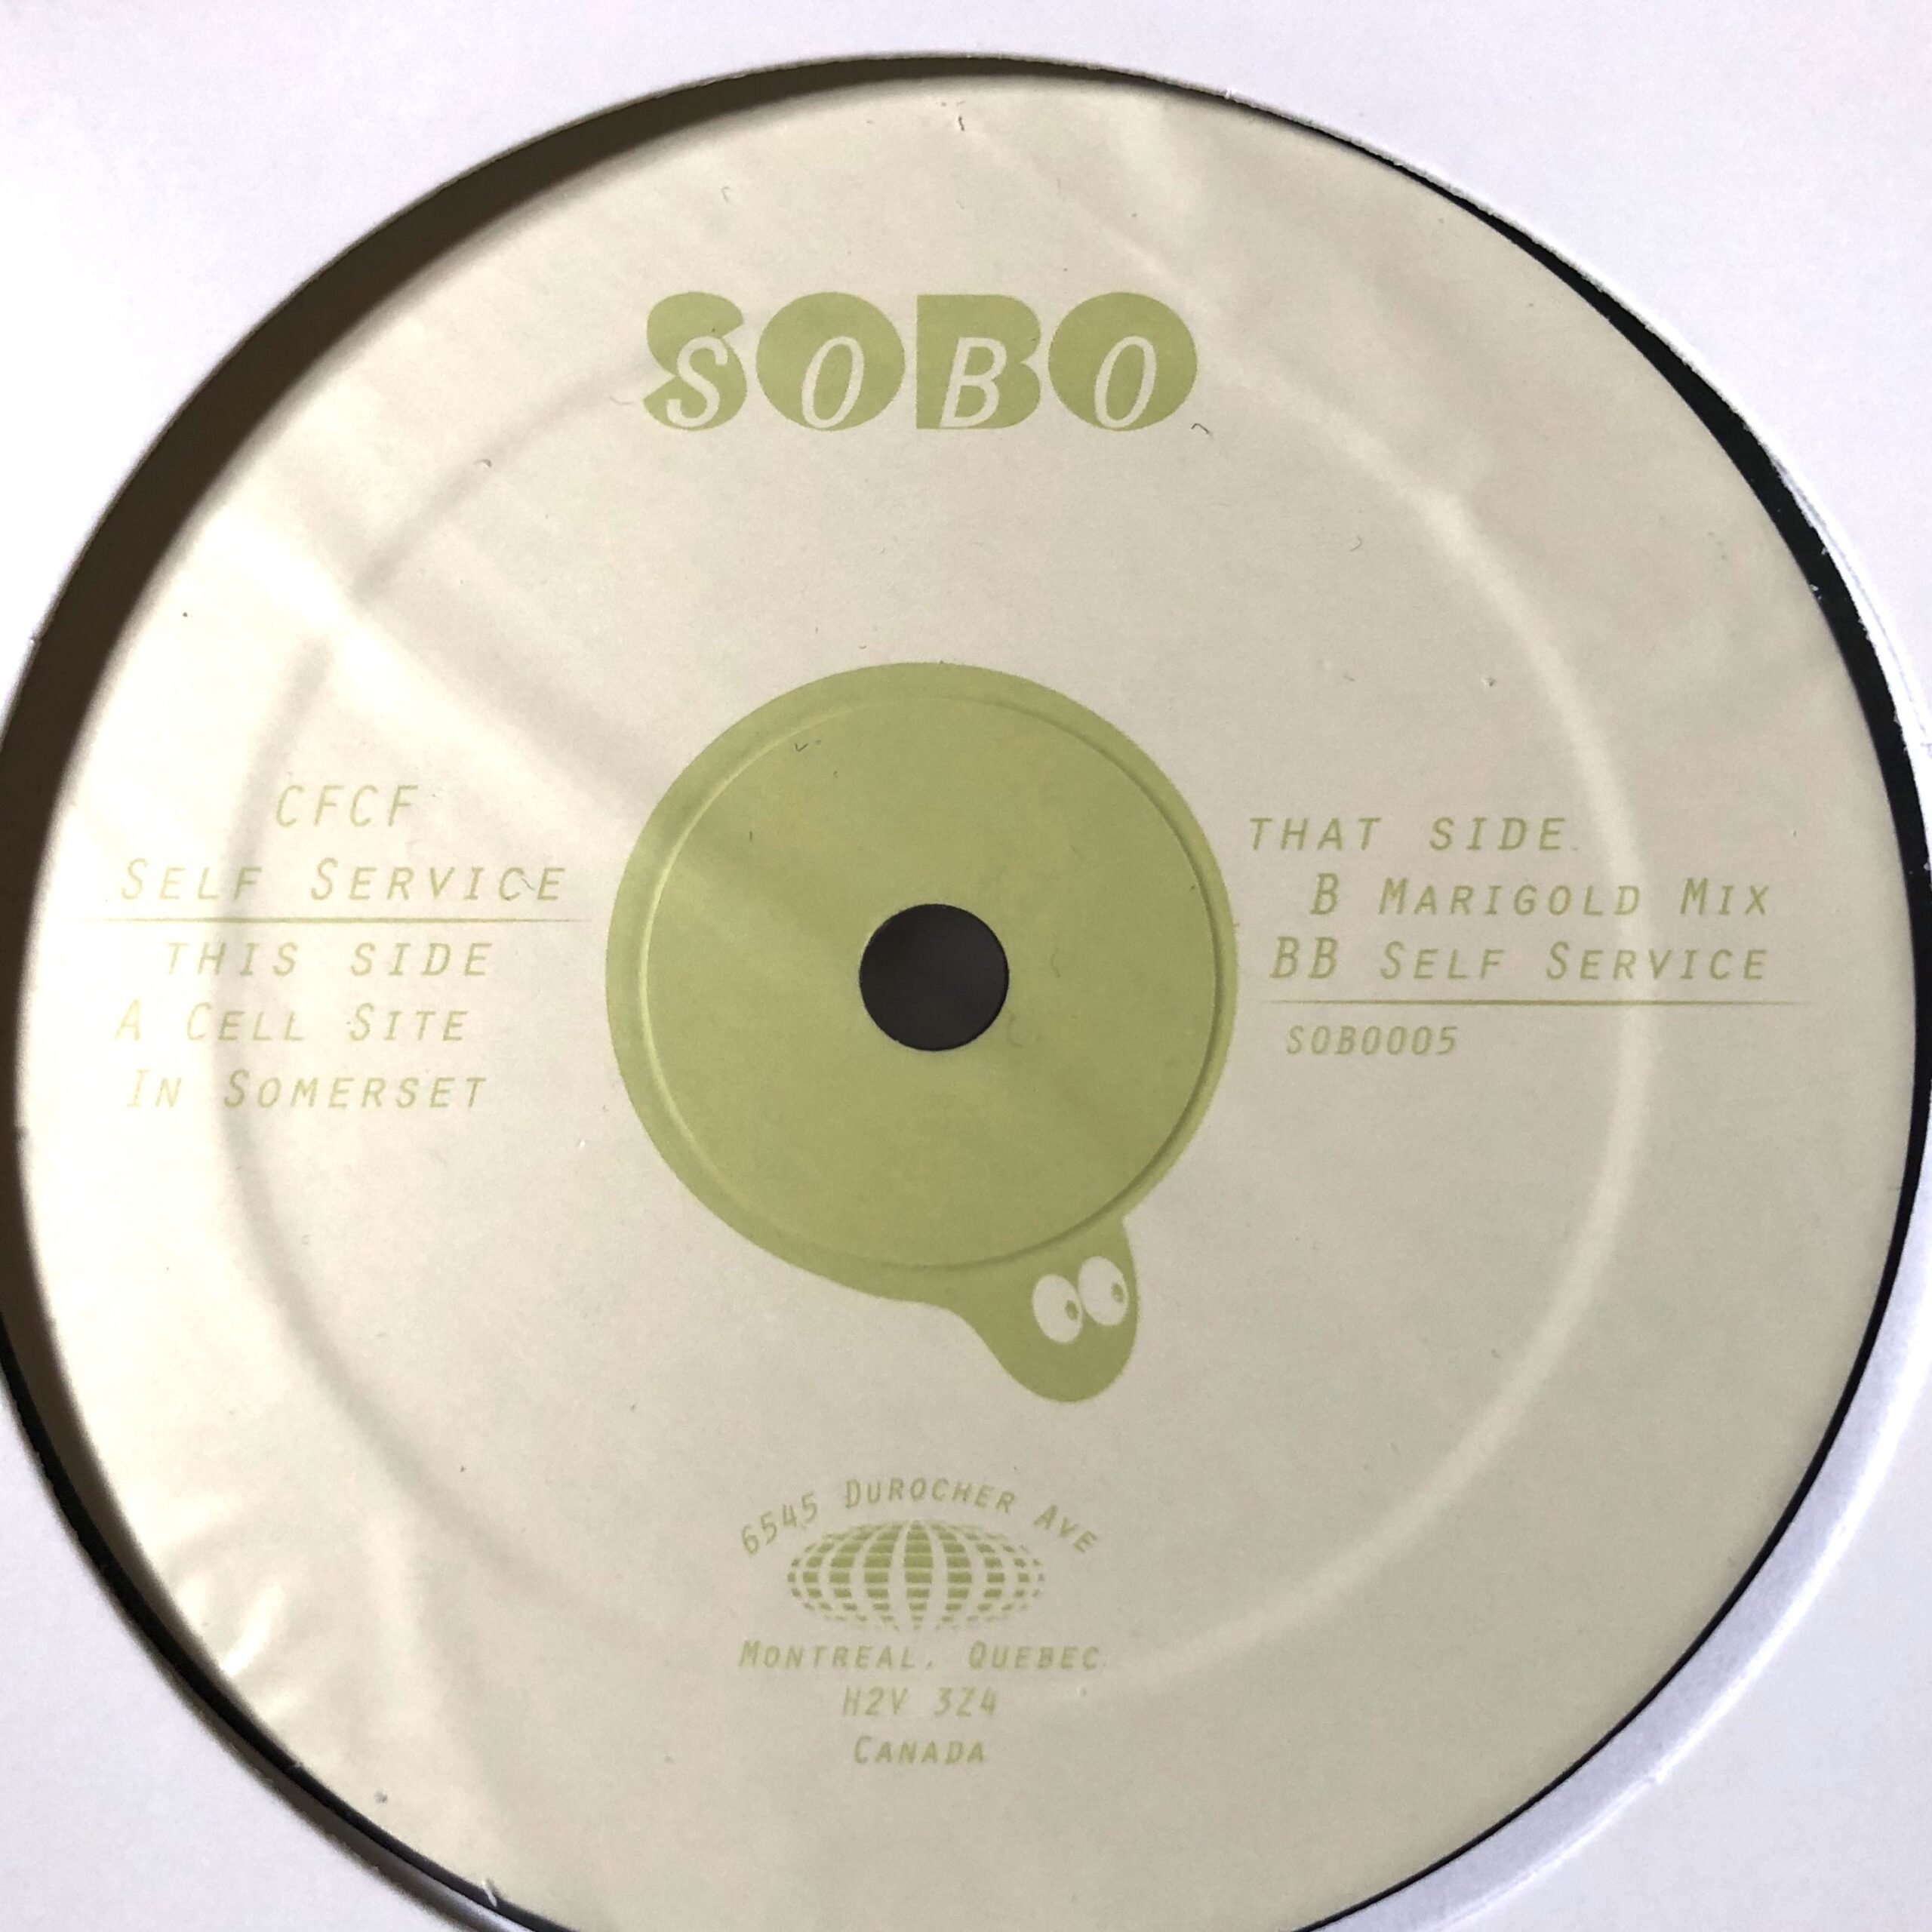 SOBO
SOBO
CFCF
SELF SERVICE
THIS SIDE
A CELL SITE
IN SOMERSET
THAT SIDE
B MARIGOLD MIX
BB SELF SERVICE
SOBO005
6545 DUROCHER AVE
MONTREAL, QUEBEC
H2V 3Z4
CANADA